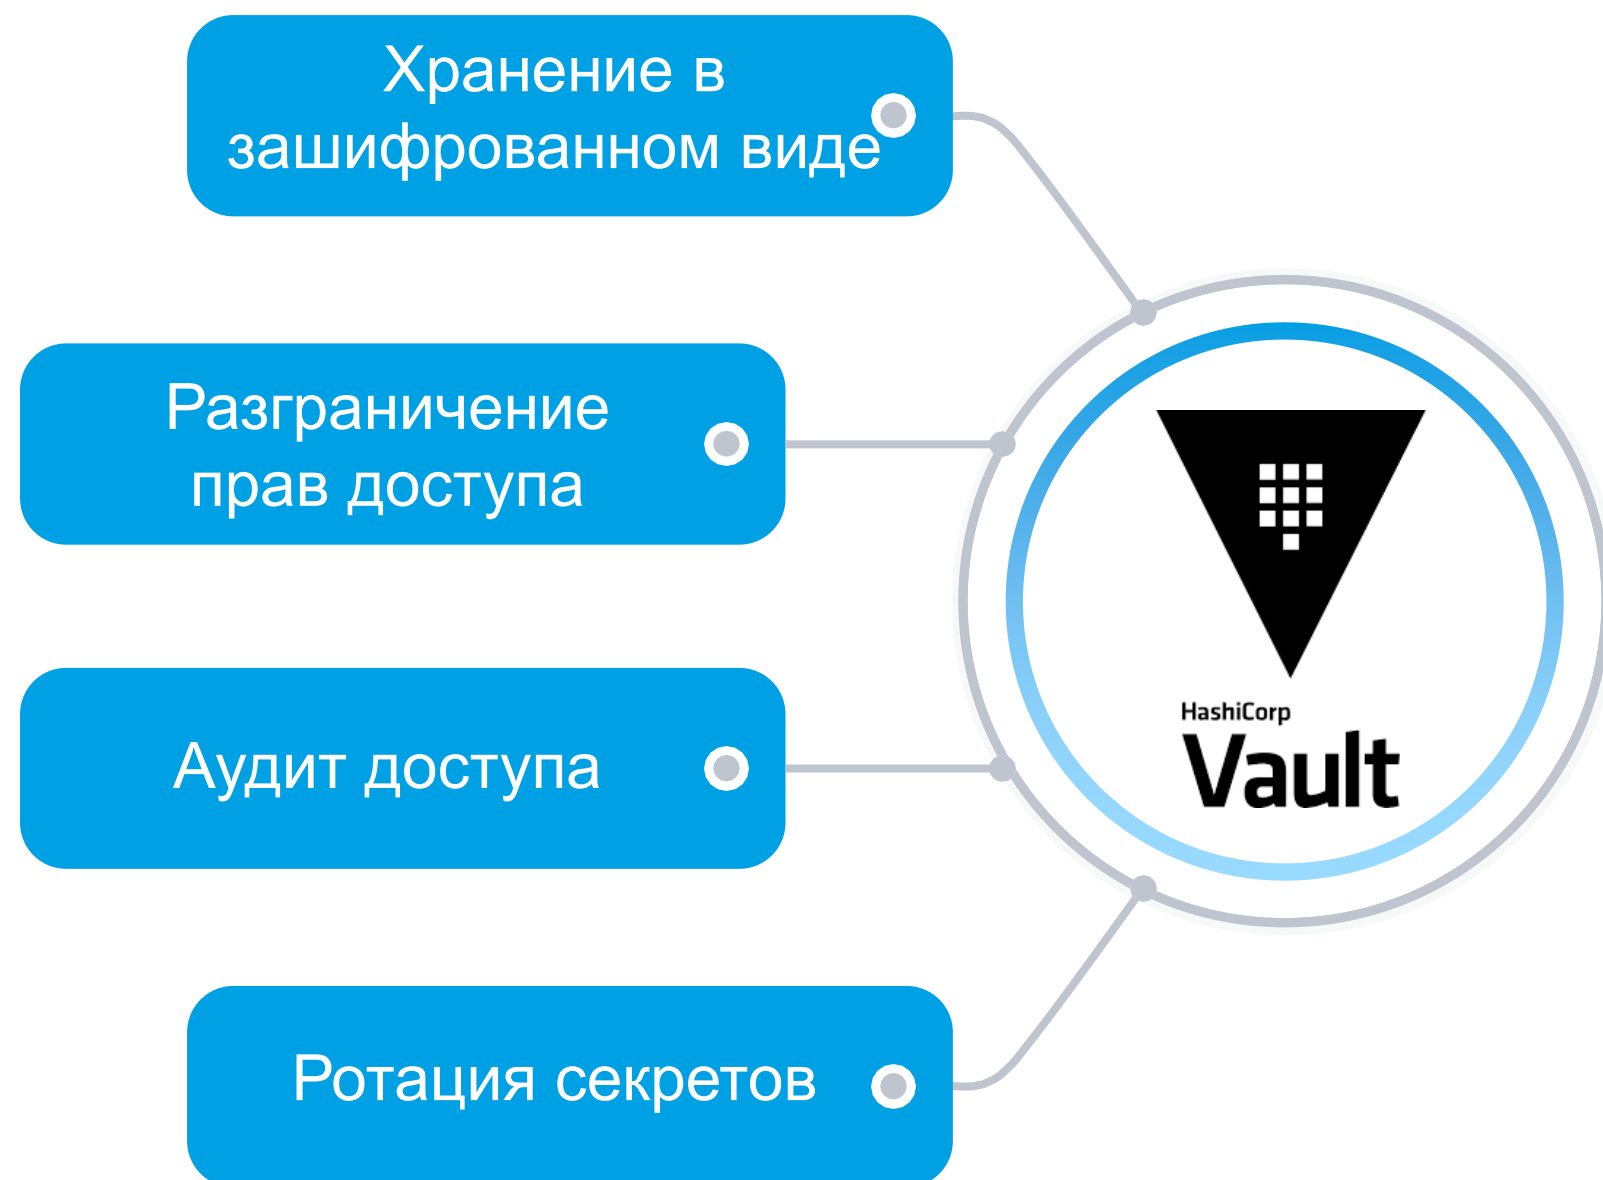 Хранение в
зашифрованном виде
Разграничение
прав доступа
Аудит доступа
Ротация секретов
HashiCorp
Vault